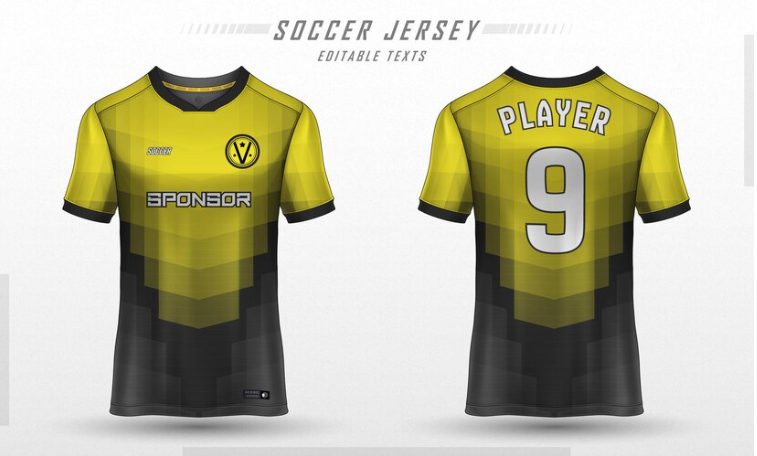 SOCCER JERSEY
EDITABLE TEXTS
SOCCER
V
SPONSOR
PLAYER
9